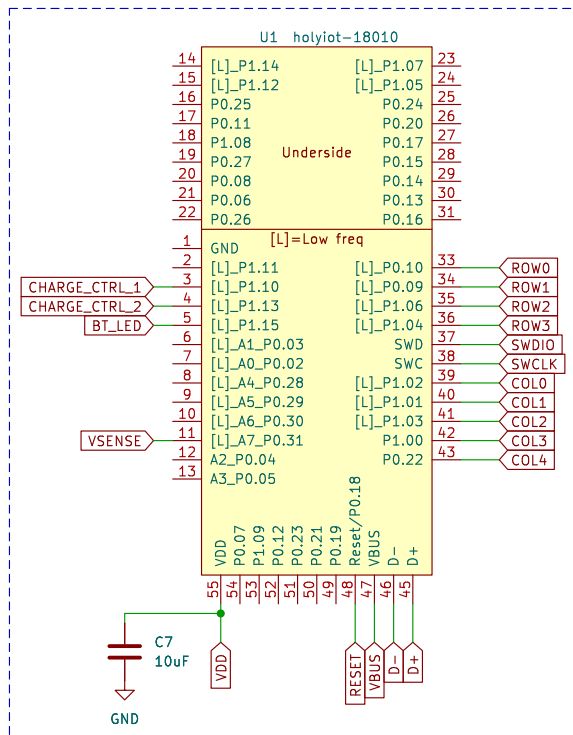 U1 holyiot-18010
14 [L]_P1.14 [L]_P1.07 23
15 [L]_P1.12 [L]_P1.05 24
16 P0.25 P0.24 25
17 P0.11 P0.20 26
18 P1.08 P0.17 27
19 P0.27 P0.15 28
Underside
20 P0.08 P0.14 29
21 P0.06 P0.13 30
22 P0.26 P0.16 31
[L]=Low freq
1 GND
2 [L]_P1.11 [L]_P0.10 33 ROW0
CHARGE_CTRL_1 3 [L]_P1.10 [L]_P0.09 34 ROW1
CHARGE_CTRL_2 4 [L]_P1.13 [L]_P1.06 35 ROW2
BT_LED 5 [L]_P1.15 [L]_P1.04 36 ROW3
6 [L]_A1_P0.03 SWD 37 SWDIO
7 [L]_A0_P0.02 SWC 38 SWCLK
8 [L]_A4_P0.28 [L]_P1.02 39 COL0
9 [L]_A5_P0.29 [L]_P1.01 40 COL1
10 [L]_A6_P0.30 [L]_P1.03 41 COL2
VSENSE 11 [L]_A7_P0.31 P1.00 42 COL3
12 A2_P0.04 P0.22 43 COL4
13 A3_P0.05
VDD P0.07 P1.09 P0.12 P0.23 P0.21 P0.19 Reset/P0.18 VBUS D- D+
55 54 53 52 51 50 49 48 47 46 45
C7
10uF
VDD RESET VBUS D- D+
GND